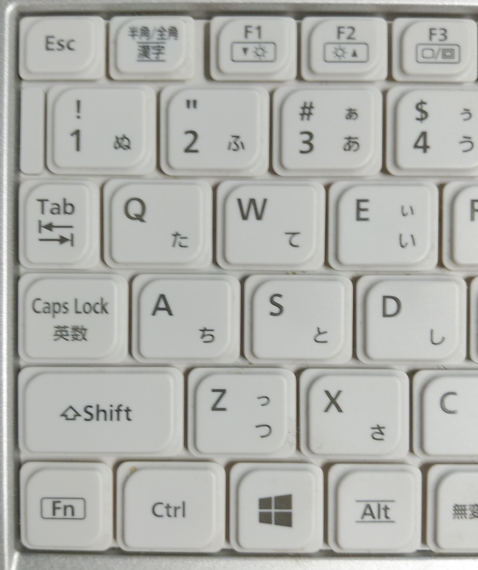 Esc 半角/全角 F1 F2 F3
漢字
! " # ぁ $ ぅ
1 ぬ 2 ふ 3 あ 4 う
Tab Q W E ぃ
た て い
Caps Lock A S D
英数 ち と し
Shift Z っ X C
つ さ
Fn Ctrl Alt 無変